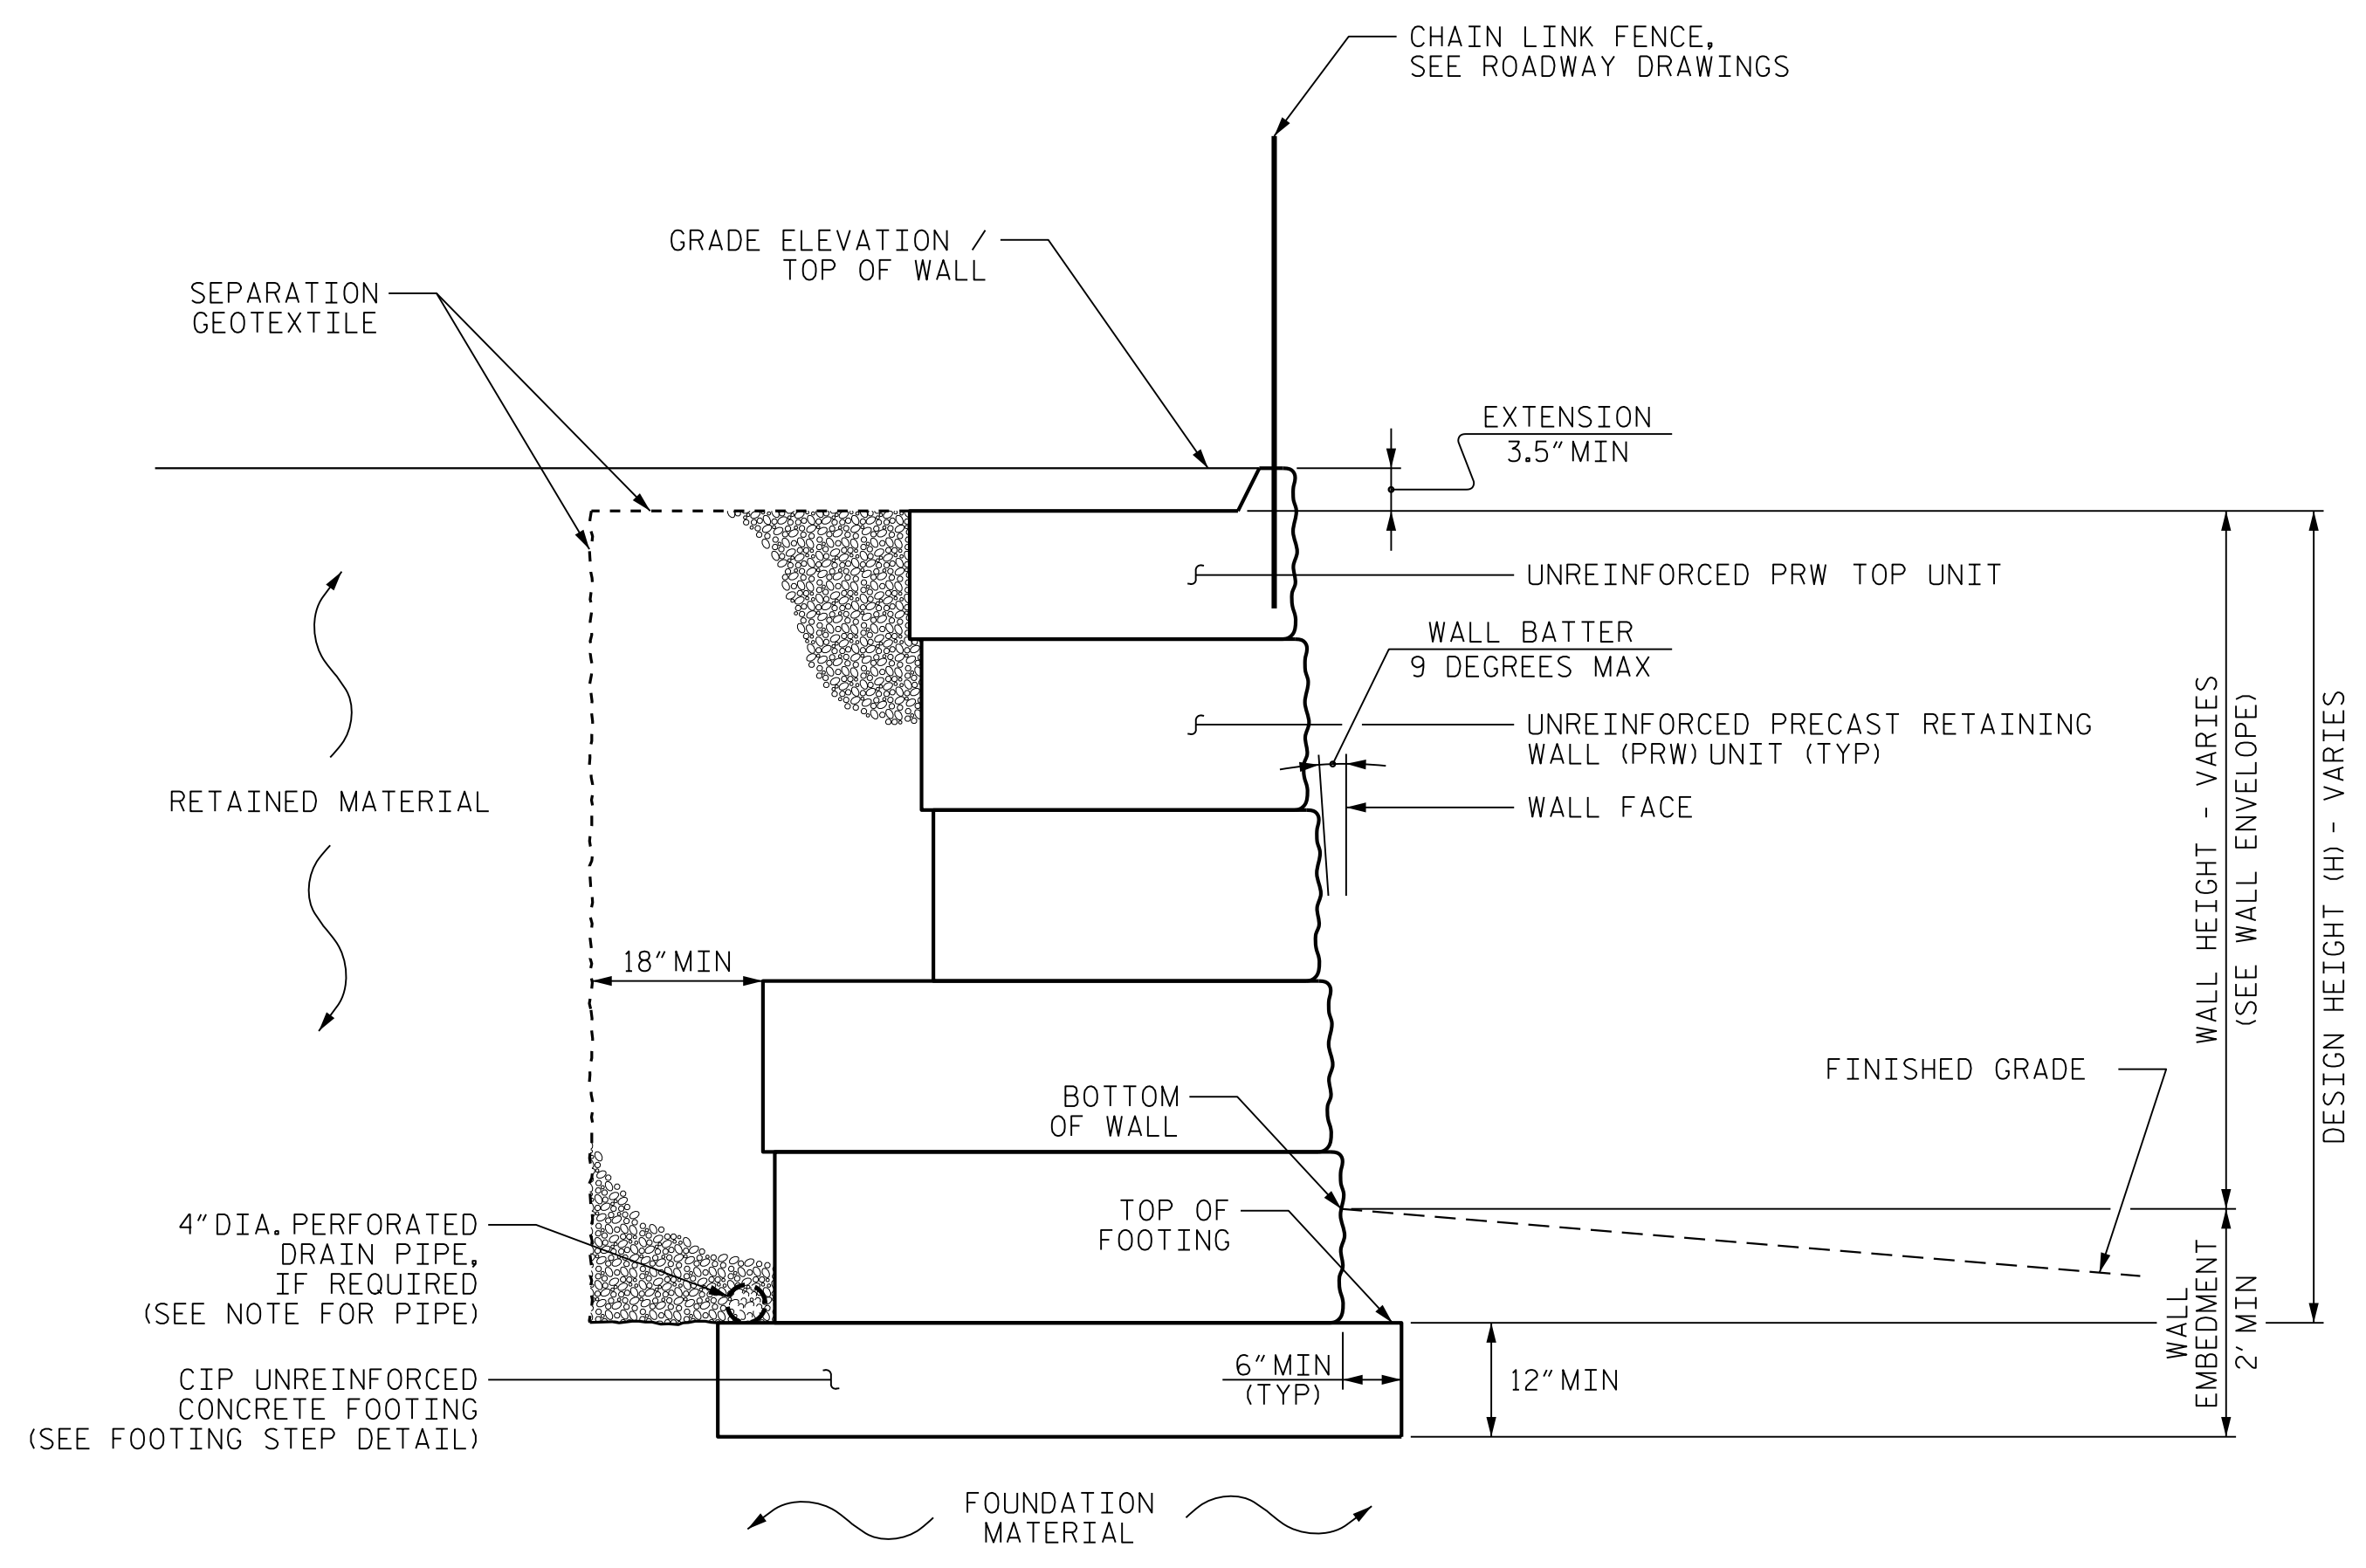 CHAIN LINK FENCE,
SEE ROADWAY DRAWINGS
GRADE ELEVATION /
TOP OF WALL
SEPARATION
GEOTEXTILE
EXTENSION
3.5" MIN
UNREINFORCED PRW TOP UNIT
WALL BATTER
9 DEGREES MAX
UNREINFORCED PRECAST RETAINING
WALL (PRW) UNIT (TYP)
WALL FACE
RETAINED MATERIAL
18" MIN
WALL HEIGHT - VARIES
(SEE WALL ENVELOPE)
DESIGN HEIGHT (H) - VARIES
FINISHED GRADE
BOTTOM
OF WALL
TOP OF
FOOTING
4" DIA. PERFORATED
DRAIN PIPE,
IF REQUIRED
(SEE NOTE FOR PIPE)
WALL
EMBEDMENT
2' MIN
6" MIN
(TYP)
12" MIN
CIP UNREINFORCED
CONCRETE FOOTING
(SEE FOOTING STEP DETAIL)
FOUNDATION
MATERIAL